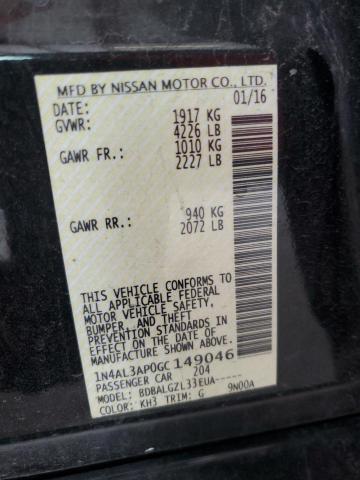 MFD BY NISSAN MOTOR CO., LTD.
DATE: 01/16
GVWR: 1917 KG
4226 LB
GAWR FR.: 1010 KG
2227 LB
GAWR RR.: 940 KG
2072 LB
THIS VEHICLE CONFORMS TO
ALL APPLICABLE FEDERAL
MOTOR VEHICLE SAFETY,
BUMPER, AND THEFT
PREVENTION STANDARDS IN
EFFECT ON THE DATE OF
MANUFACTURE SHOWN ABOVE.
1N4AL3AP0GC149046
PASSENGER CAR 204
MODEL: BDBALGZL33EUA-----
COLOR: KH3 TRIM: G 9N00A